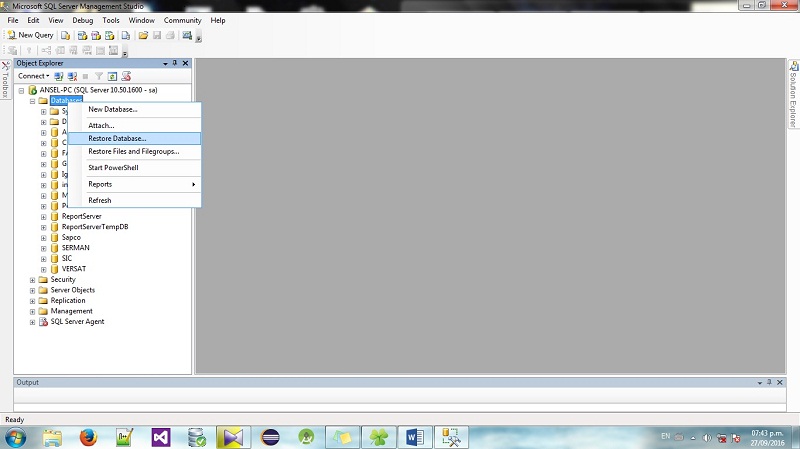 Microsoft SQL Server Management Studio
File Edit View Debug Tools Window Community Help
New Query
Object Explorer
Connect
ANSEL-PC (SQL Server 10.50.1600 - sa)
Databases
New Database...
Attach...
Restore Database...
Restore Files and Filegroups...
Start PowerShell
Reports
Refresh
ReportServer
ReportServerTempDB
Sapco
SERMAN
SIC
VERSAT
Security
Server Objects
Replication
Management
SQL Server Agent
Toolbox
Solution Explorer
Output
Ready
EN
07:43 p.m.
27/09/2016